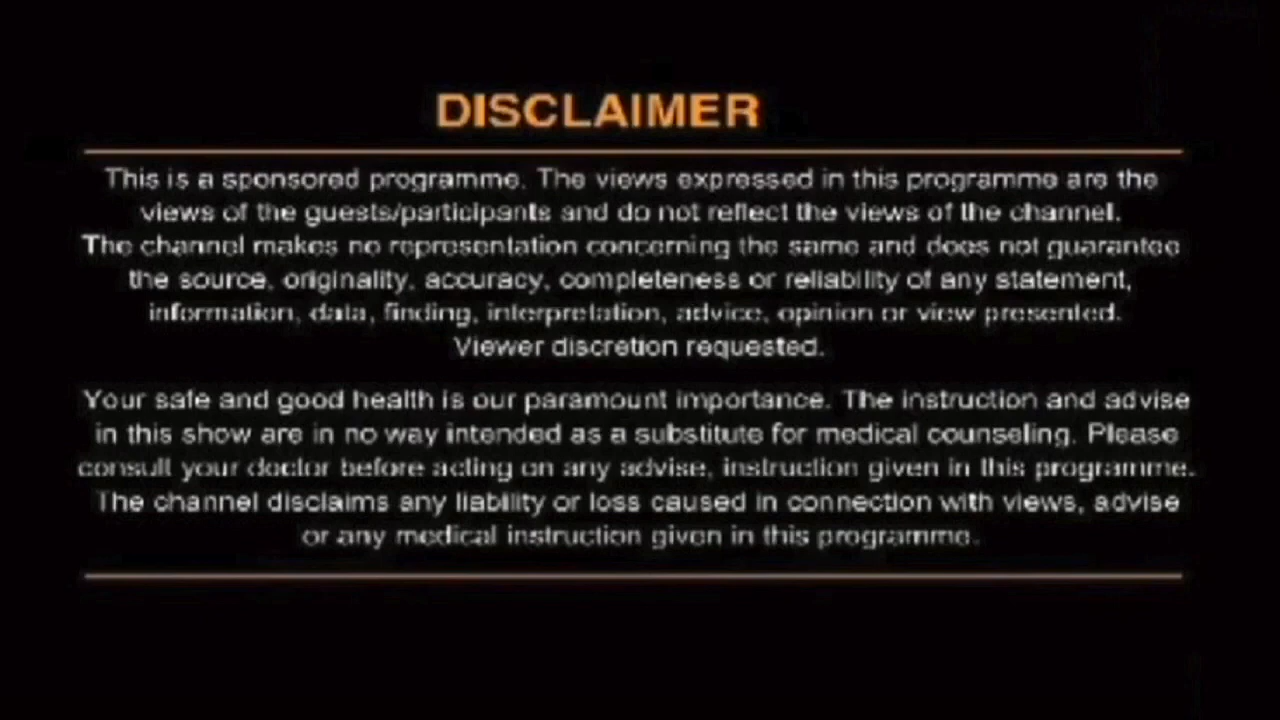 DISCLAIMER
This is a sponsored programme. The views expressed in this programme are the
views of the guests/participants and do not reflect the views of the channel.
The channel makes no representation concerning the same and does not guarantee
the source, originality, accuracy, completeness or reliability of any statement,
information, data, finding, interpretation, advice, opinion or view presented.
Viewer discretion requested.
Your safe and good health is our paramount importance. The instruction and advise
in this show are in no way intended as a substitute for medical counseling. Please
consult your doctor before acting on any advise, instruction given in this programme.
The channel disclaims any liability or loss caused in connection with views, advise
or any medical instruction given in this programme.